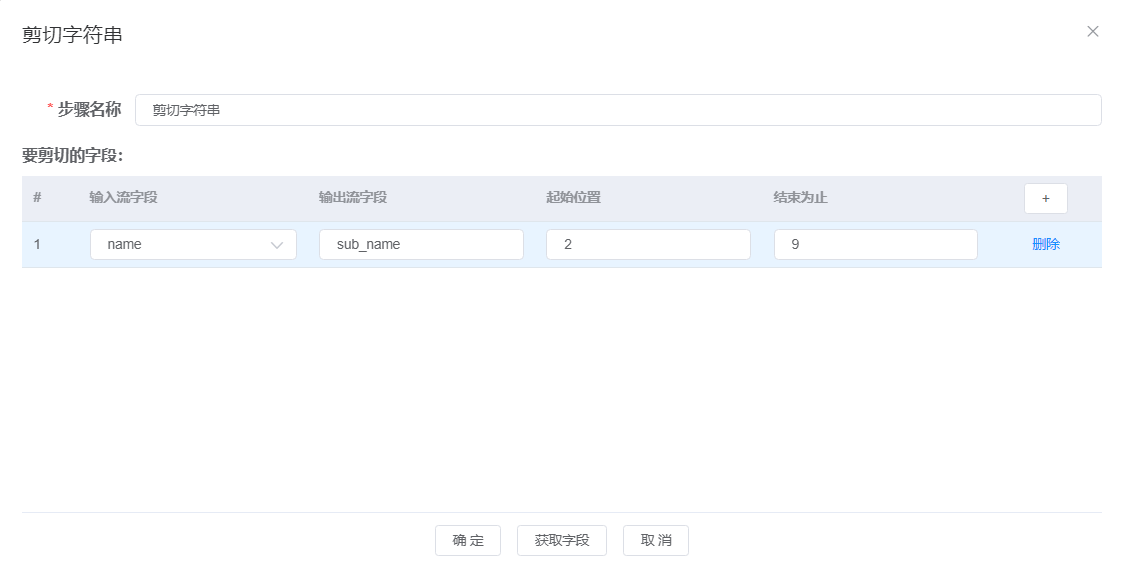 剪切字符串
* 步骤名称 剪切字符串
要剪切的字段:
# 输入流字段 输出流字段 起始位置 结束为止 +
1 name sub_name 2 9 删除
确 定 获取字段 取 消